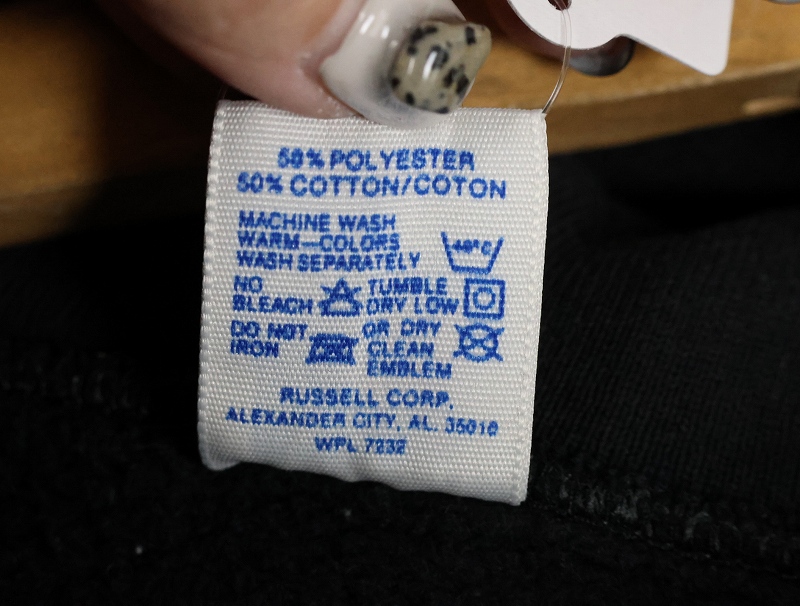 50% POLYESTER
50% COTTON/COTON
MACHINE WASH
WARM—COLORS
WASH SEPARATELY
40°C
NO
BLEACH
TUMBLE
DRY LOW
DO NOT
IRON
OR DRY
CLEAN
EMBLEM
RUSSELL CORP.
ALEXANDER CITY, AL. 35010
WPL 7232